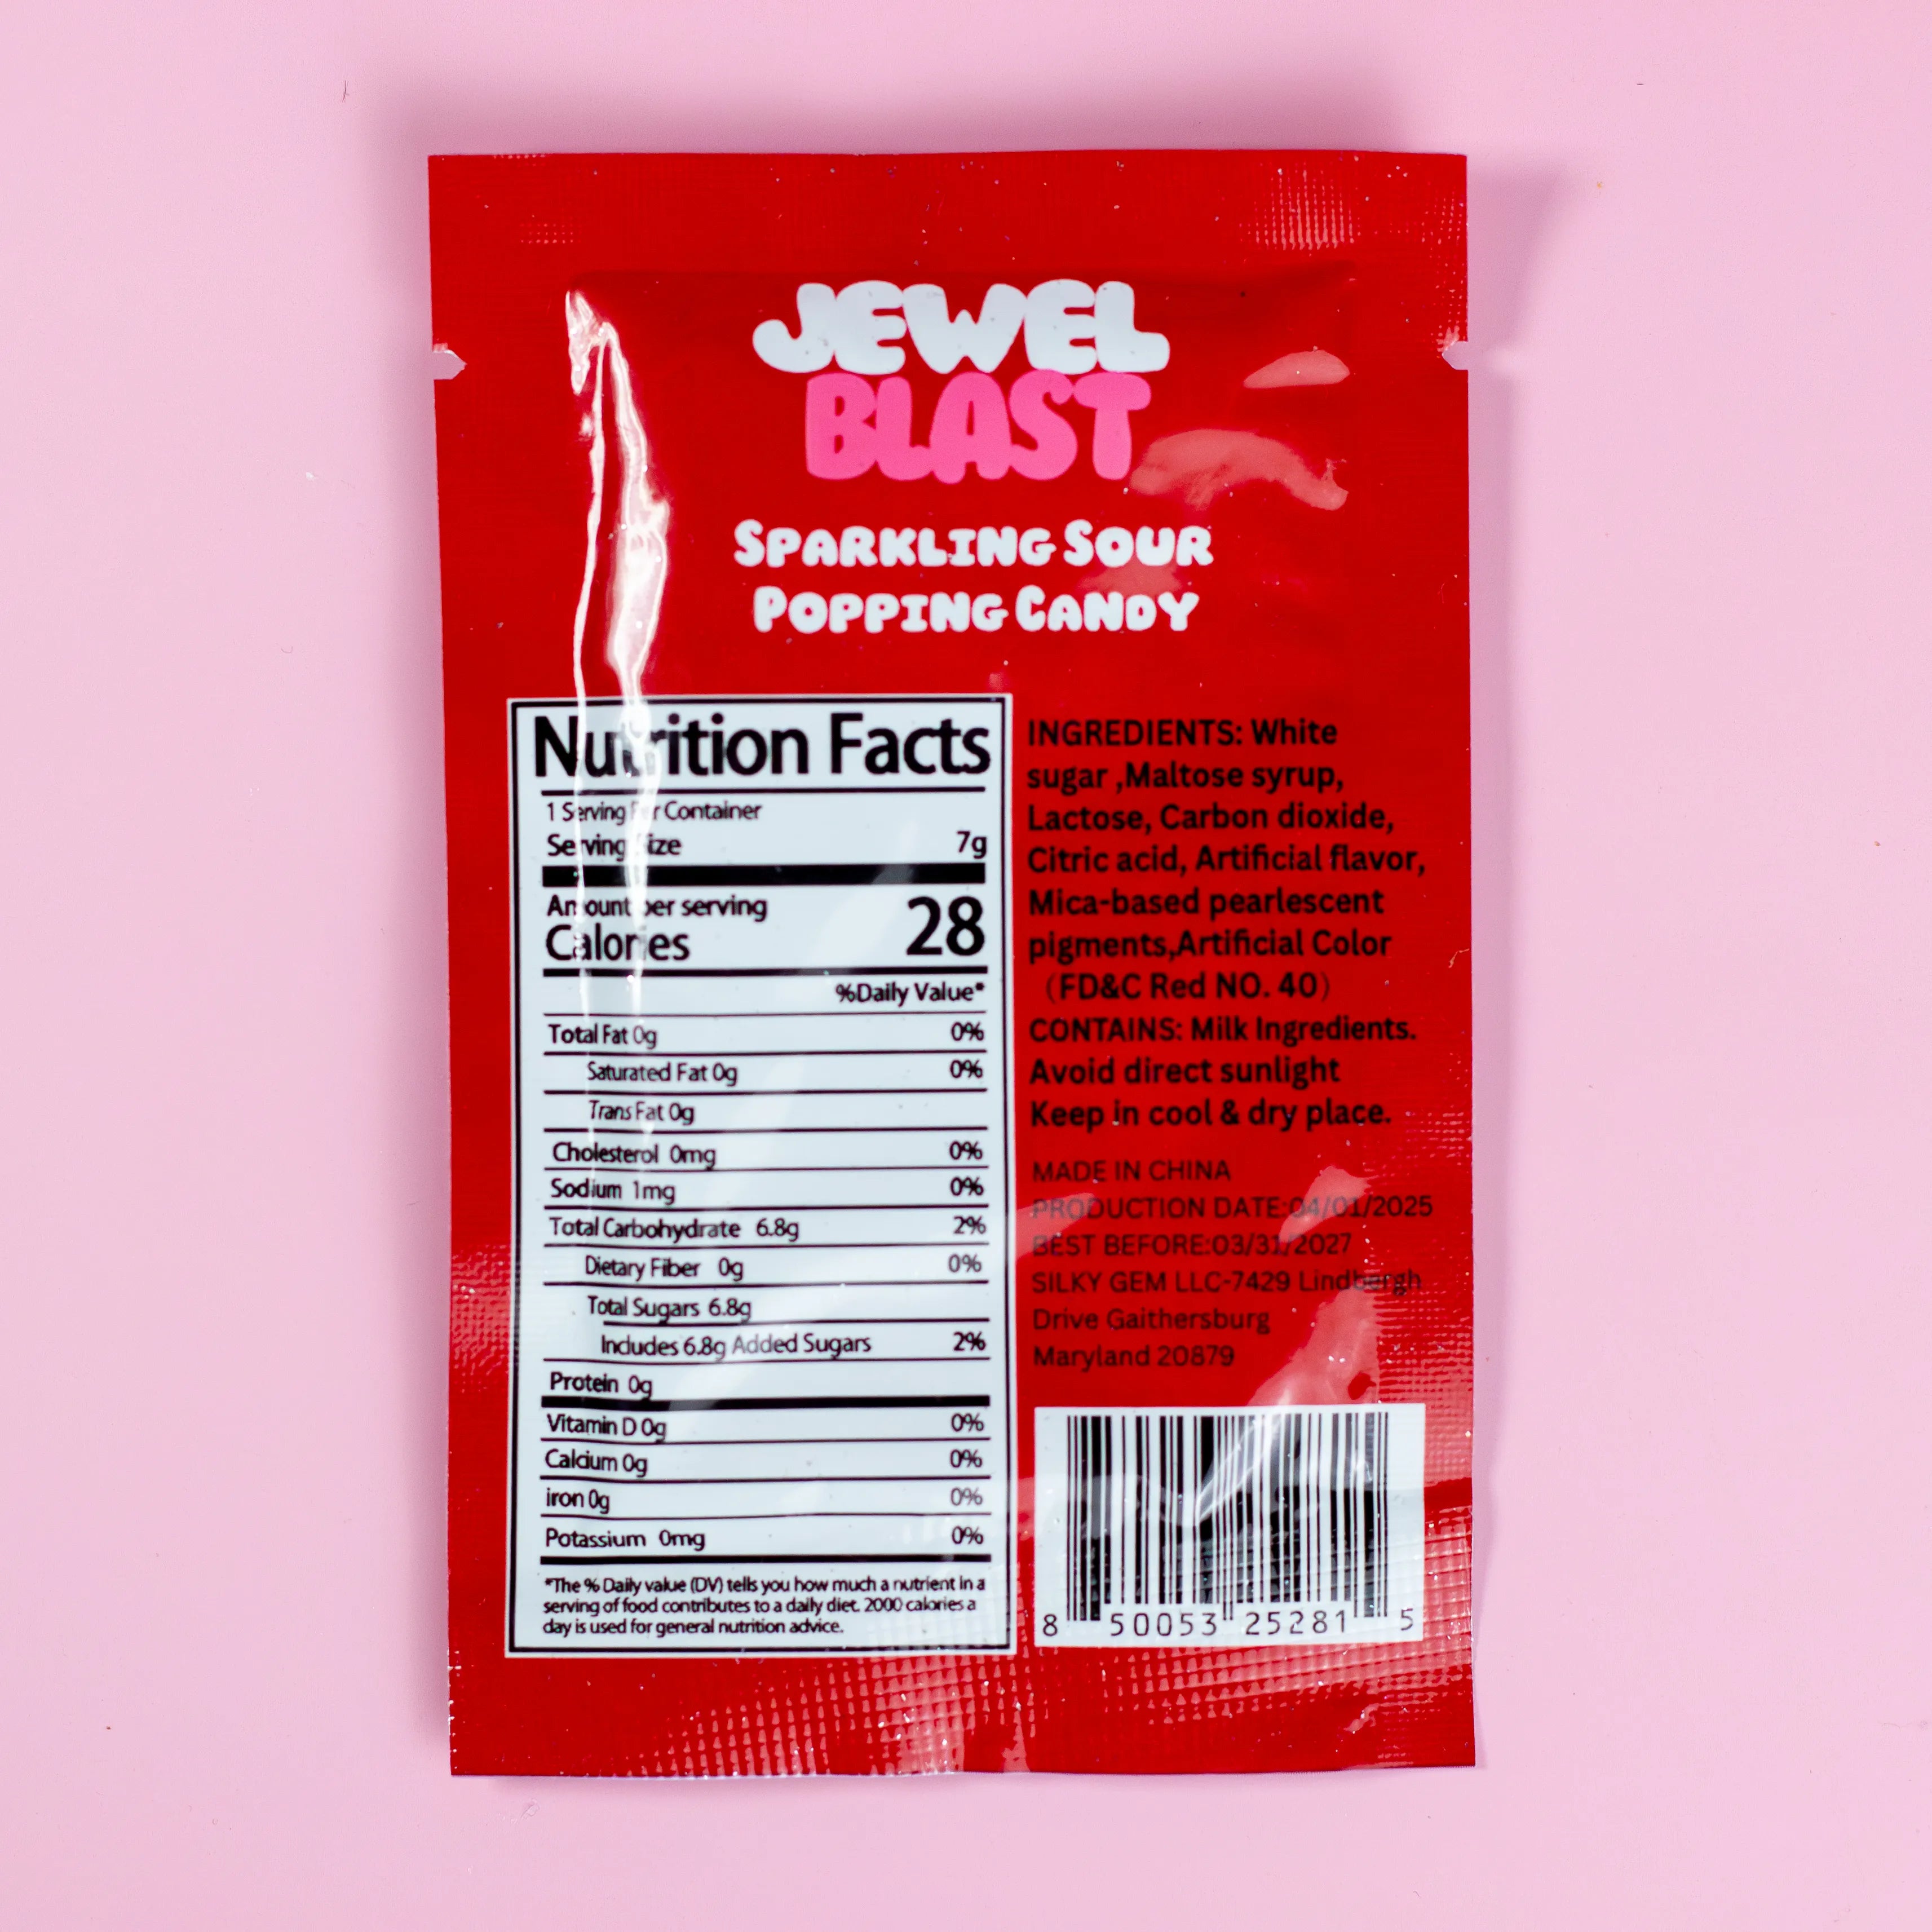 JEWEL
BLAST
SPARKLING SOUR
POPPING CANDY
Nutrition Facts
1 Serving Per Container
Serving Size 7g
Amount per serving
Calories 28
%Daily Value*
Total Fat 0g 0%
Saturated Fat 0g 0%
Trans Fat 0g
Cholesterol 0mg 0%
Sodium 1mg 0%
Total Carbohydrate 6.8g 2%
Dietary Fiber 0g 0%
Total Sugars 6.8g
Includes 6.8g Added Sugars 2%
Protein 0g
Vitamin D 0g 0%
Calcium 0g 0%
iron 0g 0%
Potassium 0mg 0%
*The % Daily value (DV) tells you how much a nutrient in a
serving of food contributes to a daily diet. 2000 calories a
day is used for general nutrition advice.
INGREDIENTS: White
sugar ,Maltose syrup,
Lactose, Carbon dioxide,
Citric acid, Artificial flavor,
Mica-based pearlescent
pigments,Artificial Color
（FD&C Red NO. 40）
CONTAINS: Milk Ingredients.
Avoid direct sunlight
Keep in cool & dry place.
MADE IN CHINA
PRODUCTION DATE:04/01/2025
BEST BEFORE:03/31/2027
SILKY GEM LLC-7429 Lindbergh
Drive Gaithersburg
Maryland 20879
8 50053 25281 5